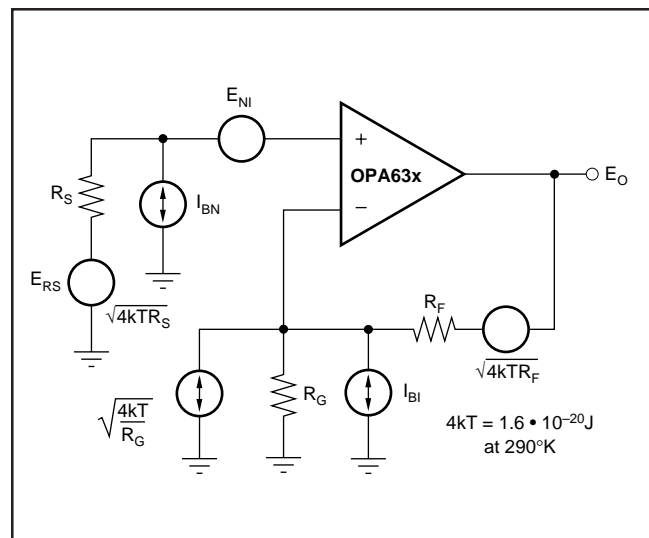 E_NI
+
OPA63x
−
E_O
R_S
I_BN
E_RS
√4kTR_S
R_F
√4kTR_F
√4kT/R_G
R_G
I_BI
4kT = 1.6 • 10^–20 J
at 290°K